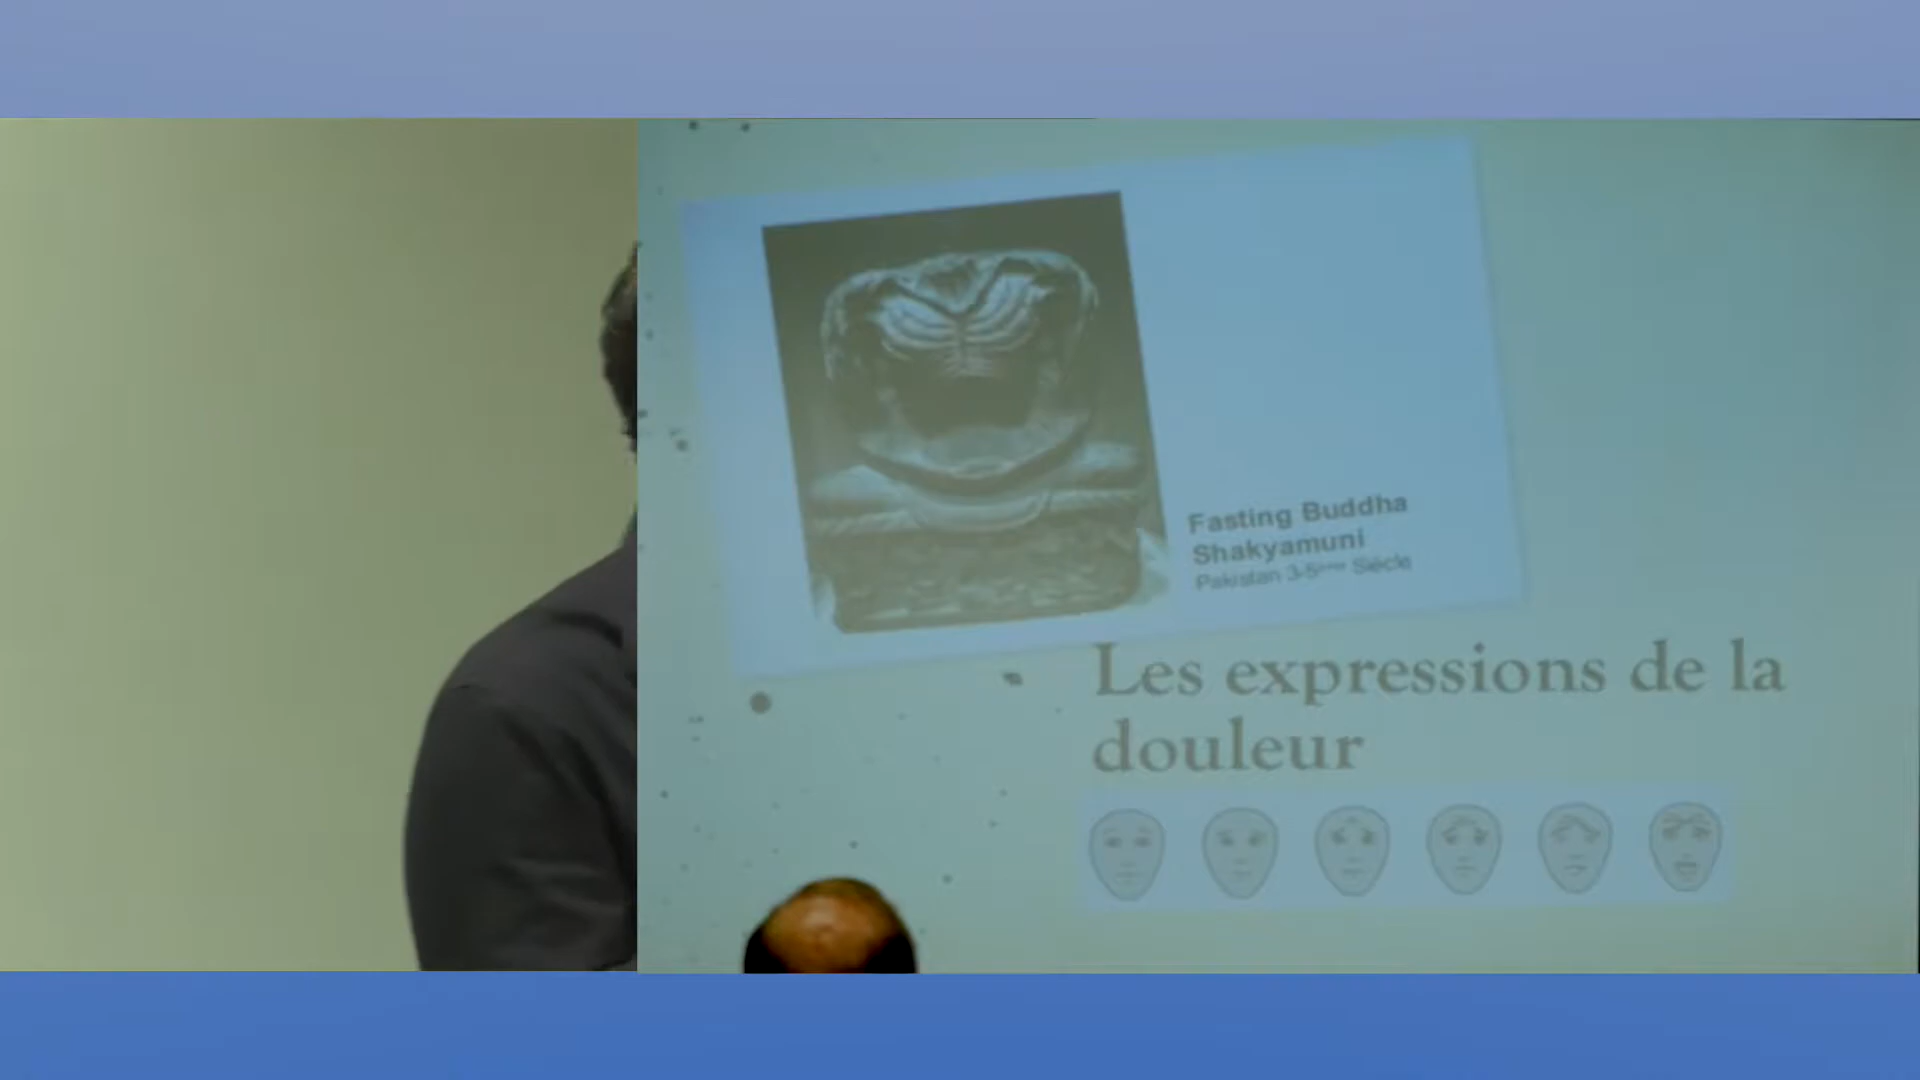 Fasting Buddha
Shakyamuni
Pakistan 3-5ème Siècle
Les expressions de la
douleur